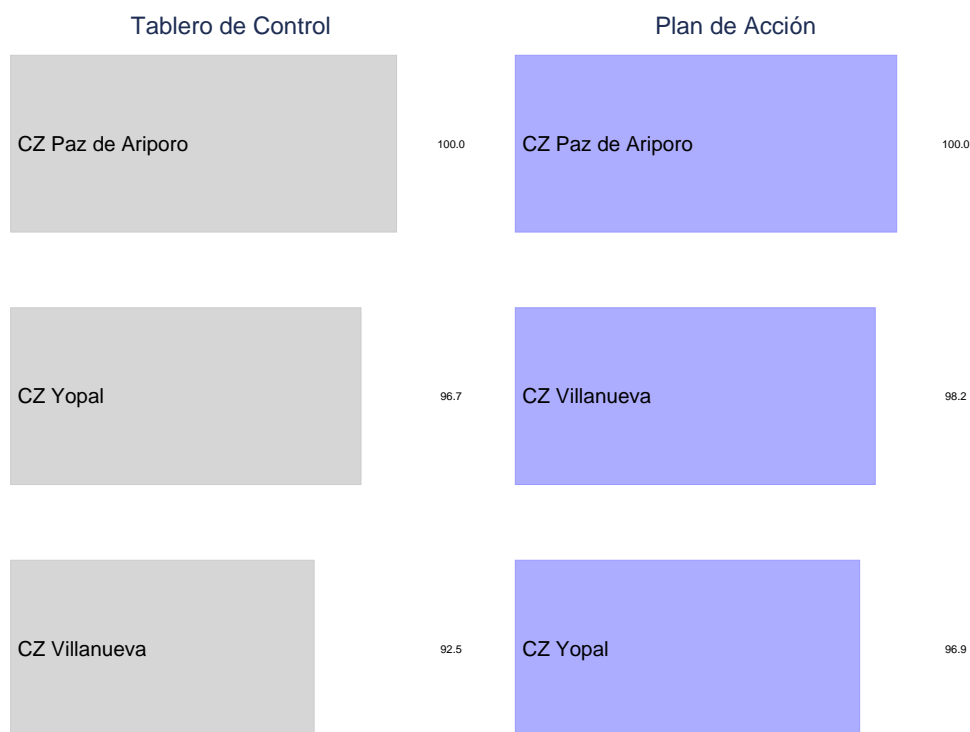 Tablero de Control
CZ Paz de Ariporo 100.0
CZ Yopal 96.7
CZ Villanueva 92.5
Plan de Acción
CZ Paz de Ariporo 100.0
CZ Villanueva 98.2
CZ Yopal 96.9